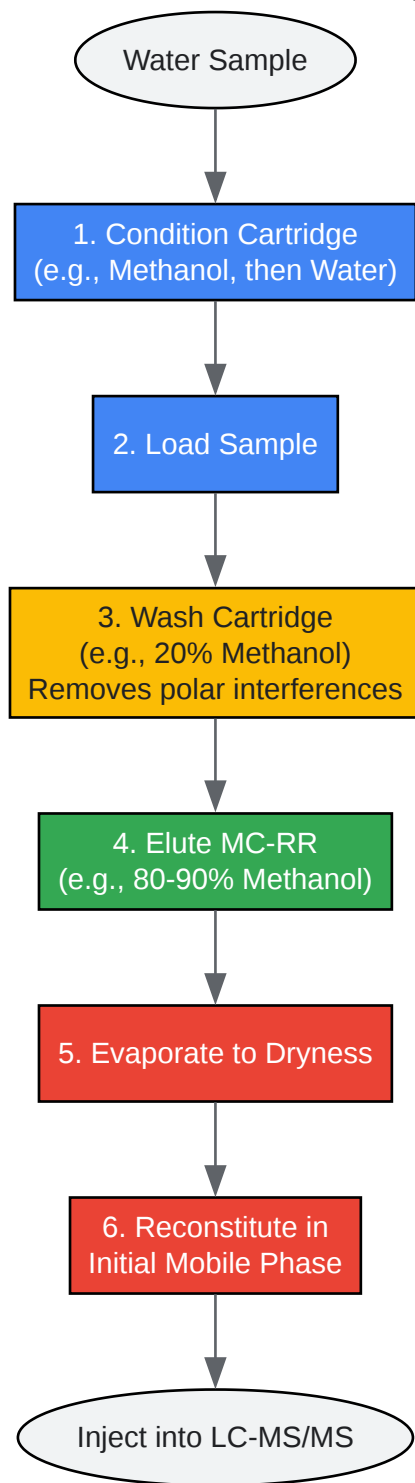 Water Sample
1. Condition Cartridge
(e.g., Methanol, then Water)
2. Load Sample
3. Wash Cartridge
(e.g., 20% Methanol)
Removes polar interferences
4. Elute MC-RR
(e.g., 80-90% Methanol)
5. Evaporate to Dryness
6. Reconstitute in
Initial Mobile Phase
Inject into LC-MS/MS